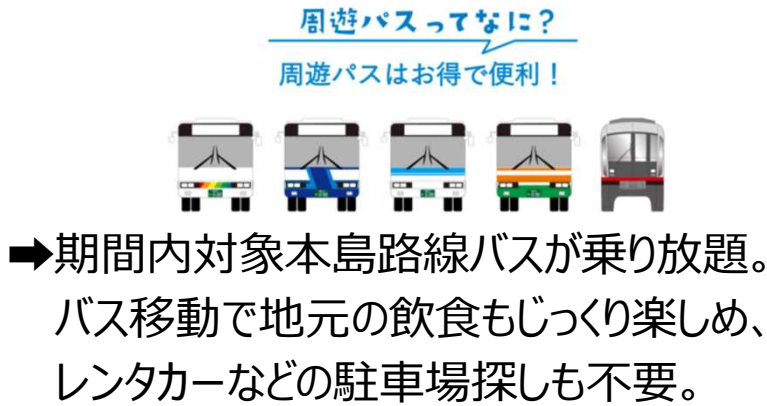 周遊パスってなに?
周遊パスはお得で便利!
➡期間内対象本島路線バスが乗り放題。
バス移動で地元の飲食もじっくり楽しめ、
レンタカーなどの駐車場探しも不要。